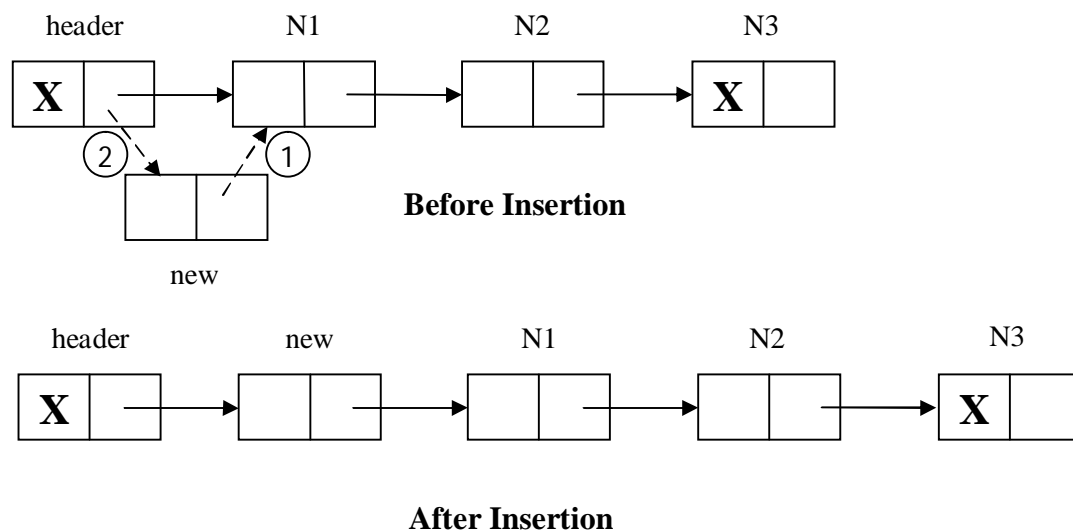 header N1 N2 N3
X X
2 1
Before Insertion
new
header new N1 N2 N3
X X
After Insertion